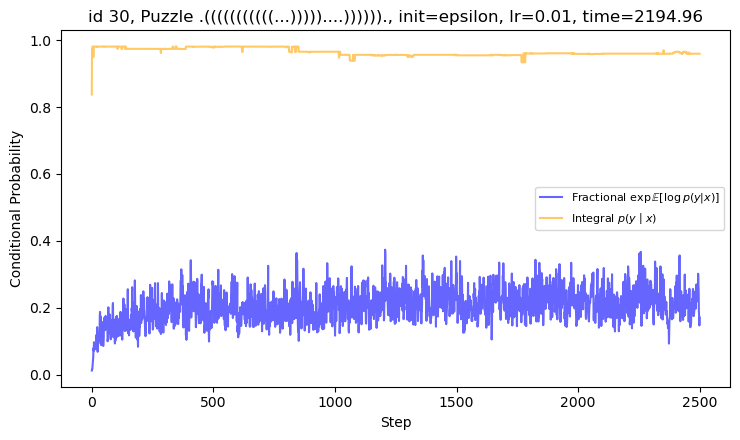 id 30, Puzzle .(((((((((((...)))))....))))))., init=epsilon, lr=0.01, time=2194.96
Conditional Probability
1.0
0.8
0.6
0.4
0.2
0.0
Fractional exp𝔼[log p(y|x)]
Integral p(y | x)
0
500
1000
1500
2000
2500
Step